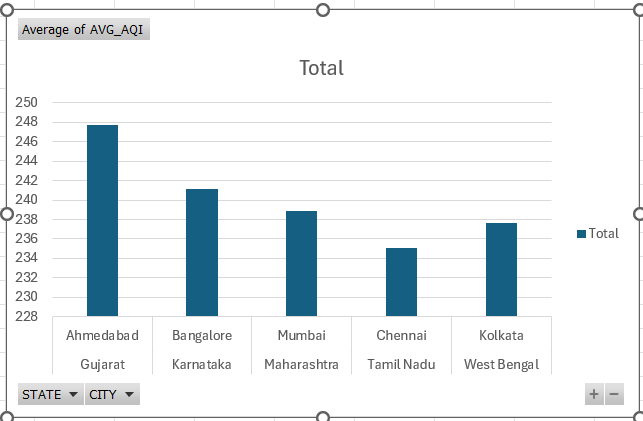 Average of AVG_AQI
Total
250
248
246
244
242
240
238
236
234
232
230
228
Total
Ahmedabad Bangalore Mumbai Chennai Kolkata
Gujarat Karnataka Maharashtra Tamil Nadu West Bengal
STATE CITY + −